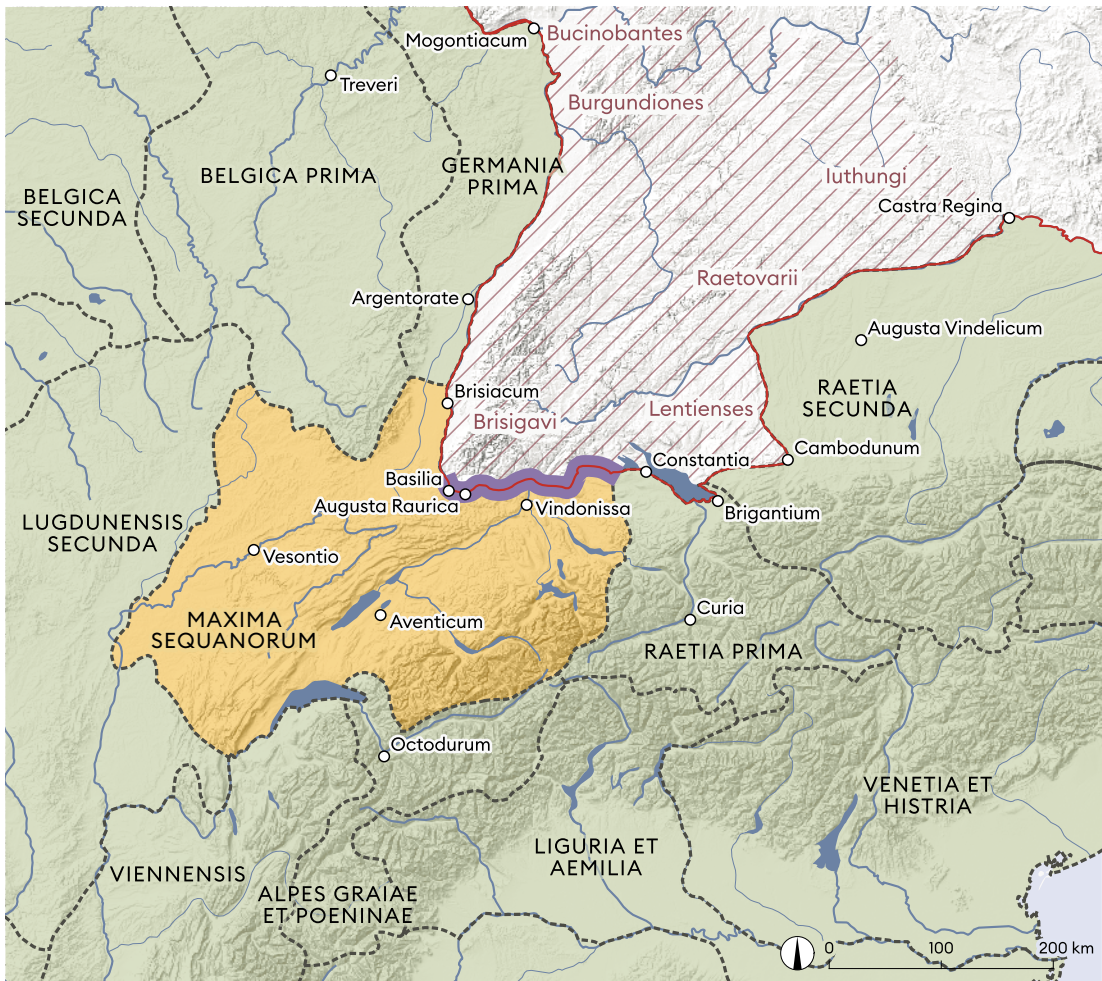 Mogontiacum
Bucinobantes
Treveri
Burgundiones
BELGICA PRIMA
GERMANIA
PRIMA
Iuthungi
BELGICA
SECUNDA
Castra Regina
Raetovarii
Argentorate
Augusta Vindelicum
Brisiacum
RAETIA
SECUNDA
Lentienses
Brisigavi
Cambodunum
Constantia
Basilia
Augusta Raurica
Vindonissa
Brigantium
LUGDUNENSIS
SECUNDA
Vesontio
Curia
MAXIMA
SEQUANORUM
Aventicum
RAETIA PRIMA
Octodurum
VENETIA ET
HISTRIA
LIGURIA ET
AEMILIA
VIENNENSIS
ALPES GRAIAE
ET POENINAE
0 100 200 km